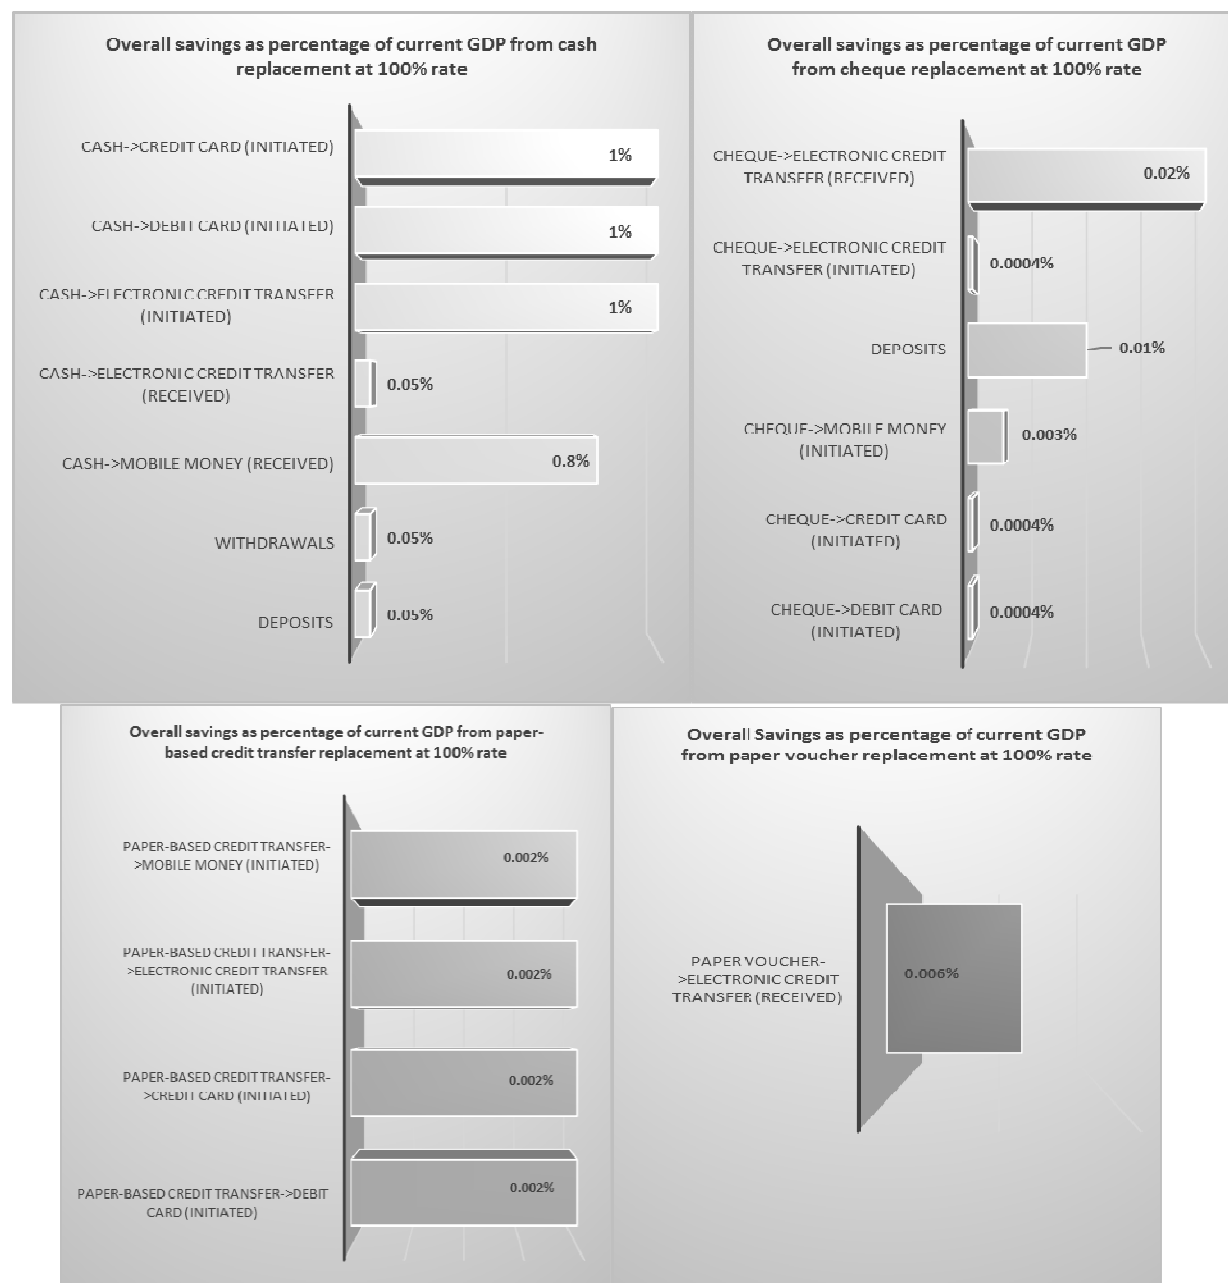 Overall savings as percentage of current GDP from cash
replacement at 100% rate
CASH->CREDIT CARD (INITIATED)
1%
CASH->DEBIT CARD (INITIATED)
1%
CASH->ELECTRONIC CREDIT TRANSFER
(INITIATED)
1%
CASH->ELECTRONIC CREDIT TRANSFER
(RECEIVED)
0.05%
CASH->MOBILE MONEY (RECEIVED)
0.8%
WITHDRAWALS
0.05%
DEPOSITS
0.05%
Overall savings as percentage of current GDP
from cheque replacement at 100% rate
CHEQUE->ELECTRONIC CREDIT
TRANSFER (RECEIVED)
0.02%
CHEQUE->ELECTRONIC CREDIT
TRANSFER (INITIATED)
0.0004%
DEPOSITS
0.01%
CHEQUE->MOBILE MONEY
(INITIATED)
0.003%
CHEQUE->CREDIT CARD
(INITIATED)
0.0004%
CHEQUE->DEBIT CARD
(INITIATED)
0.0004%
Overall savings as percentage of current GDP from paper-
based credit transfer replacement at 100% rate
PAPER-BASED CREDIT TRANSFER-
>MOBILE MONEY (INITIATED)
0.002%
PAPER-BASED CREDIT TRANSFER-
>ELECTRONIC CREDIT TRANSFER
(INITIATED)
0.002%
PAPER-BASED CREDIT TRANSFER-
>CREDIT CARD (INITIATED)
0.002%
PAPER-BASED CREDIT TRANSFER->DEBIT
CARD (INITIATED)
0.002%
Overall Savings as percentage of current GDP
from paper voucher replacement at 100% rate
PAPER VOUCHER-
>ELECTRONIC CREDIT
TRANSFER (RECEIVED)
0.006%